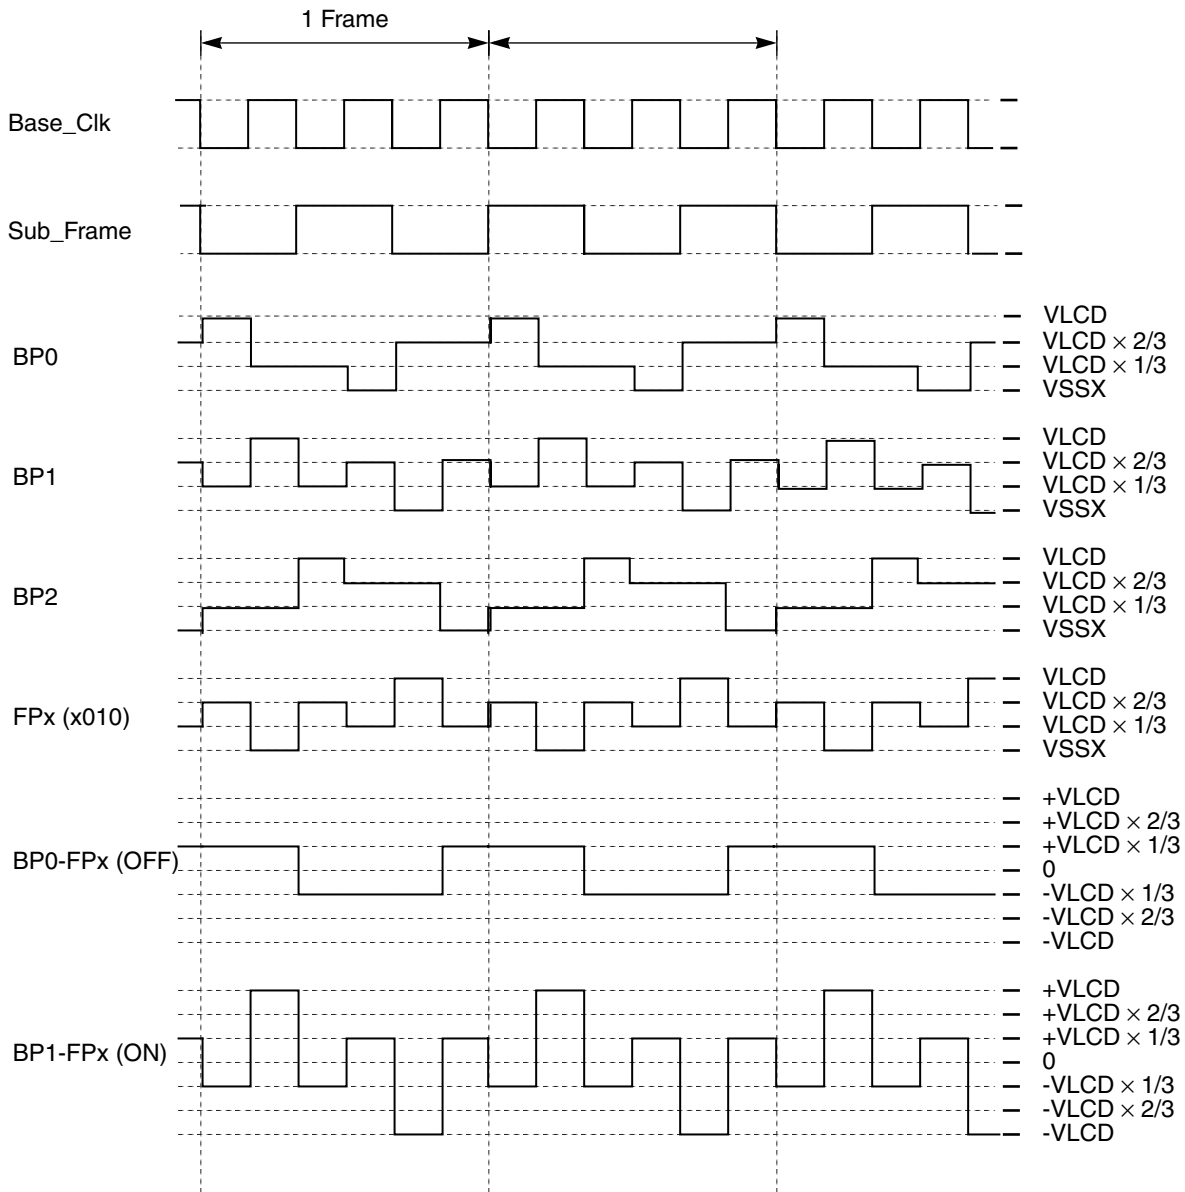 1 Frame
Base_Clk
Sub_Frame
BP0
VLCD
VLCD × 2/3
VLCD × 1/3
VSSX
BP1
VLCD
VLCD × 2/3
VLCD × 1/3
VSSX
BP2
VLCD
VLCD × 2/3
VLCD × 1/3
VSSX
FPx (x010)
VLCD
VLCD × 2/3
VLCD × 1/3
VSSX
BP0-FPx (OFF)
+VLCD
+VLCD × 2/3
+VLCD × 1/3
0
-VLCD × 1/3
-VLCD × 2/3
-VLCD
BP1-FPx (ON)
+VLCD
+VLCD × 2/3
+VLCD × 1/3
0
-VLCD × 1/3
-VLCD × 2/3
-VLCD